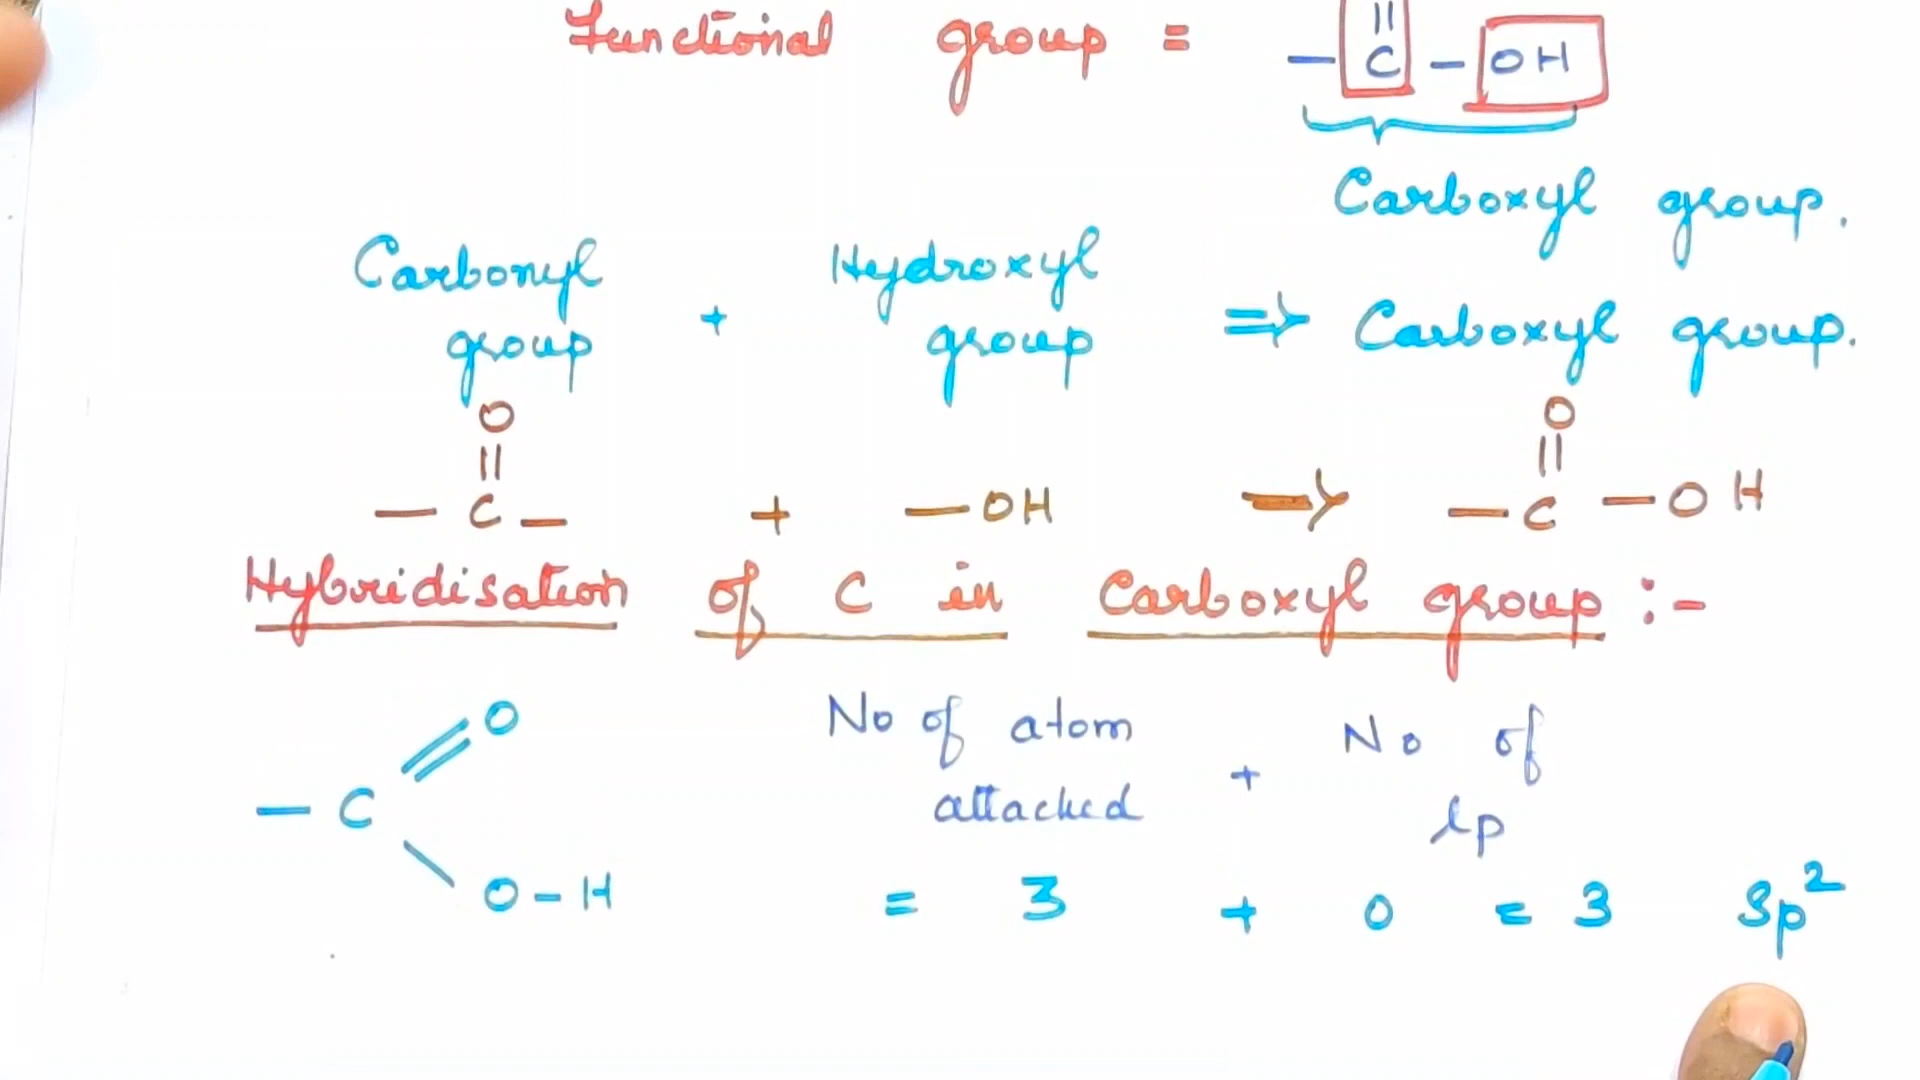 ||
Functional group = – C – OH
Carboxyl group.
Carbonyl group + Hydroxyl group => Carboxyl group.
O O
|| ||
– C – + – OH → – C – OH
Hybridisation of C in Carboxyl group :-
O
– C
O – H
No of atom attached + No of lp
= 3 + 0 = 3 Sp²